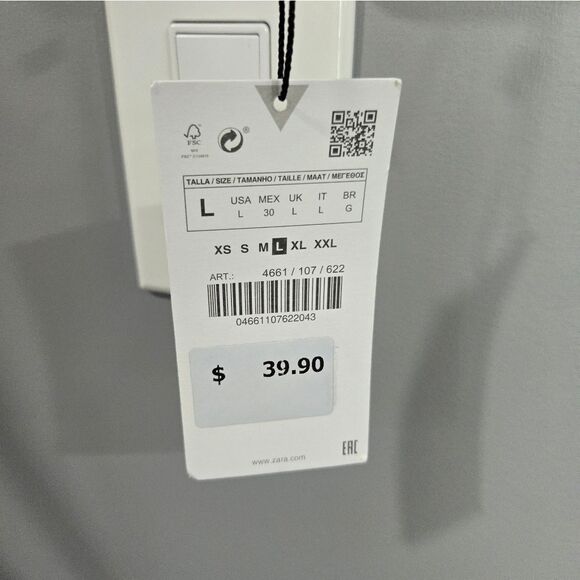 FSC
TALLA / SIZE / TAMANHO / TAILLE / MAAT / ΜΕΓΕΘΟΣ
L USA MEX UK IT BR
L 30 L L G
XS S M L XL XXL
ART.: 4661 / 107 / 622
04661107622043
$ 39.90
EAC
www.zara.com